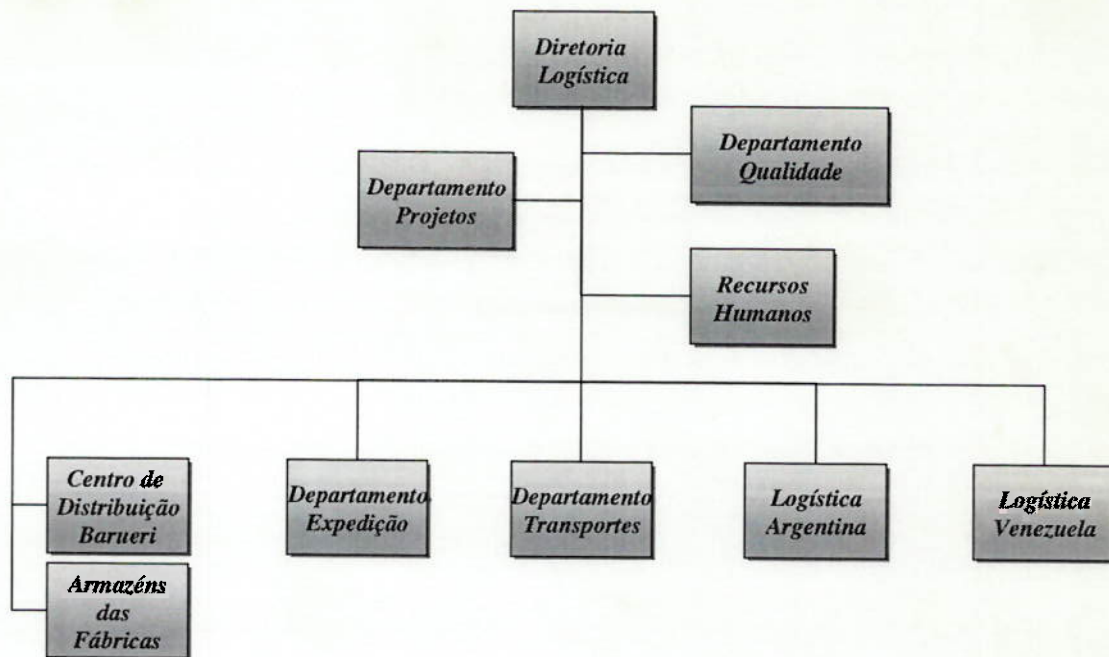 Diretoria
Logística
Departamento
Qualidade
Departamento
Projetos
Recursos
Humanos
Centro de
Distribuição
Barueri
Armazéns
das
Fábricas
Departamento
Expedição
Departamento
Transportes
Logística
Argentina
Logística
Venezuela